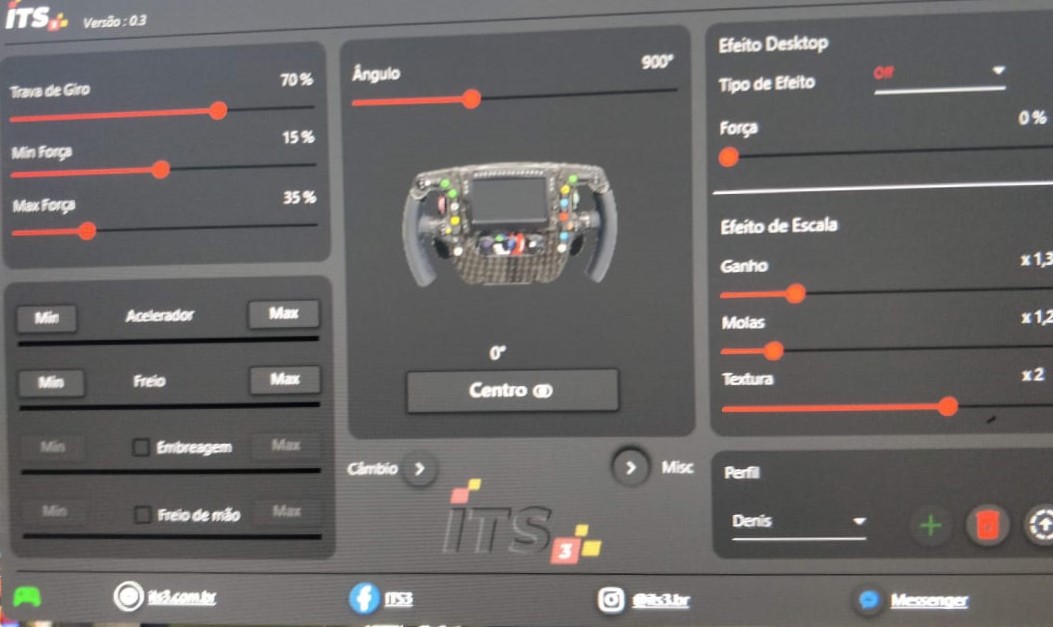 ITS3 Versão : 0.3
Trava de Giro 70 %
Min Força 15 %
Max Força 35 %
Min Acelerador Max
Min Freio Max
Min Embreagem Max
Min Freio de mão Max
Ângulo 900°
0°
Centro
Câmbio > > Misc
ITS3
Efeito Desktop
Tipo de Efeito Off
Força 0 %
Efeito de Escala
Ganho x 1,3
Molas x 1,2
Textura x 2
Perfil
Denis +
its3.com.br ITS3 @its3.br Messenger